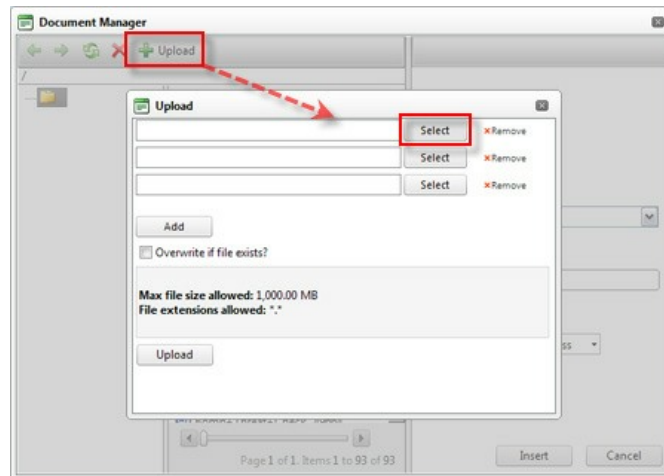 Document Manager
Upload
/
Upload
Select
Remove
Select
Remove
Select
Remove
Add
Overwrite if file exists?
Max file size allowed: 1,000.00 MB
File extensions allowed: *.*
Upload
ss
Page 1 of 1. Items 1 to 93 of 93
Insert
Cancel